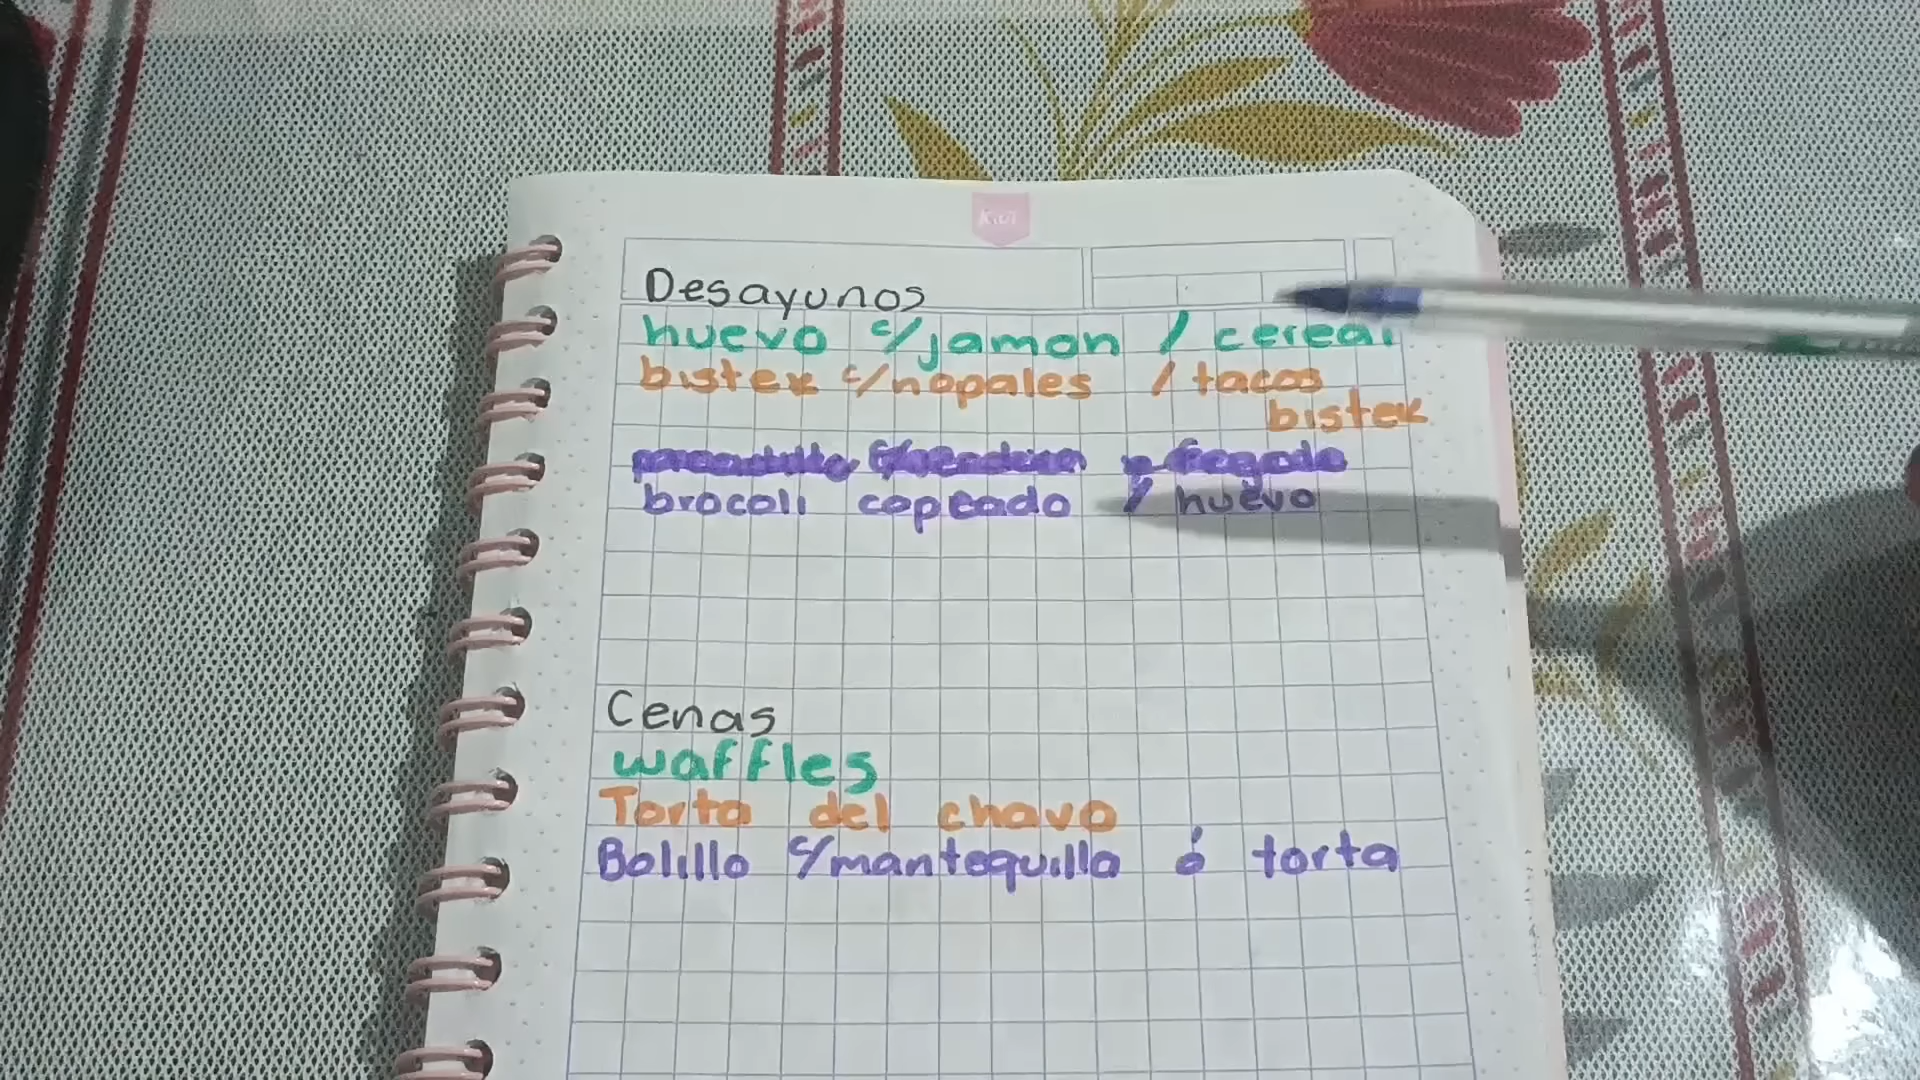 Kiut
Desayunos
huevo c/jamon / cereal
bistek c/nopales / tacos
bistek
brocoli capeado / huevo
Cenas
waffles
Torta del chavo
Bolillo c/mantequilla ó torta